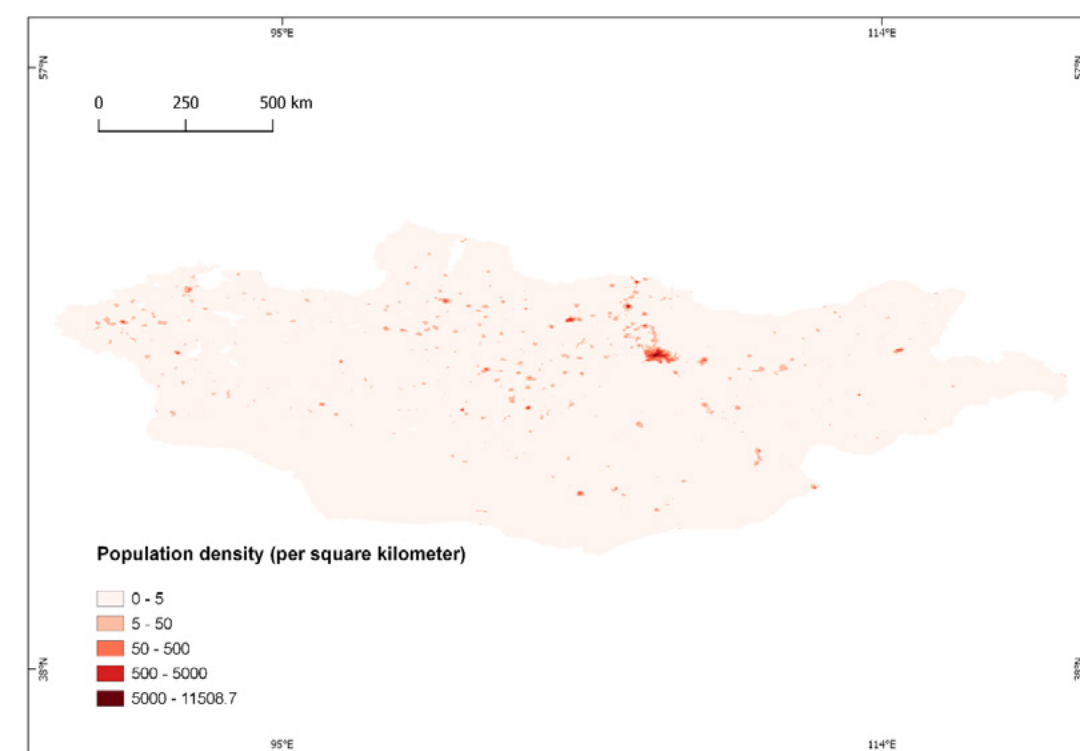 95°E 114°E
57°N 57°N
0 250 500 km
Population density (per square kilometer)
0 - 5
5 - 50
50 - 500
500 - 5000
5000 - 11508.7
38°N 38°N
95°E 114°E